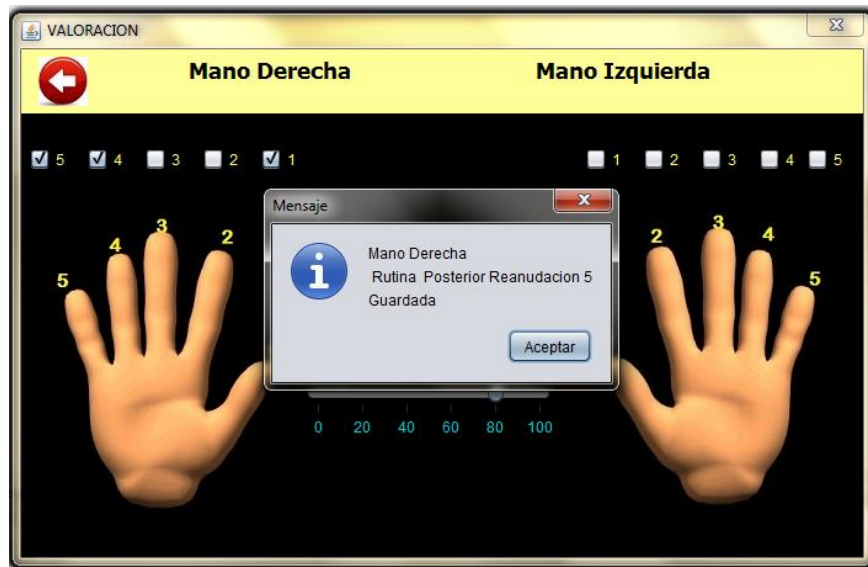 VALORACION
Mano Derecha Mano Izquierda
5 4 3 2 1 1 2 3 4 5
Mensaje
Mano Derecha
Rutina Posterior Reanudacion 5
Guardada
Aceptar
5 4 3 2 2 3 4 5
0 20 40 60 80 100